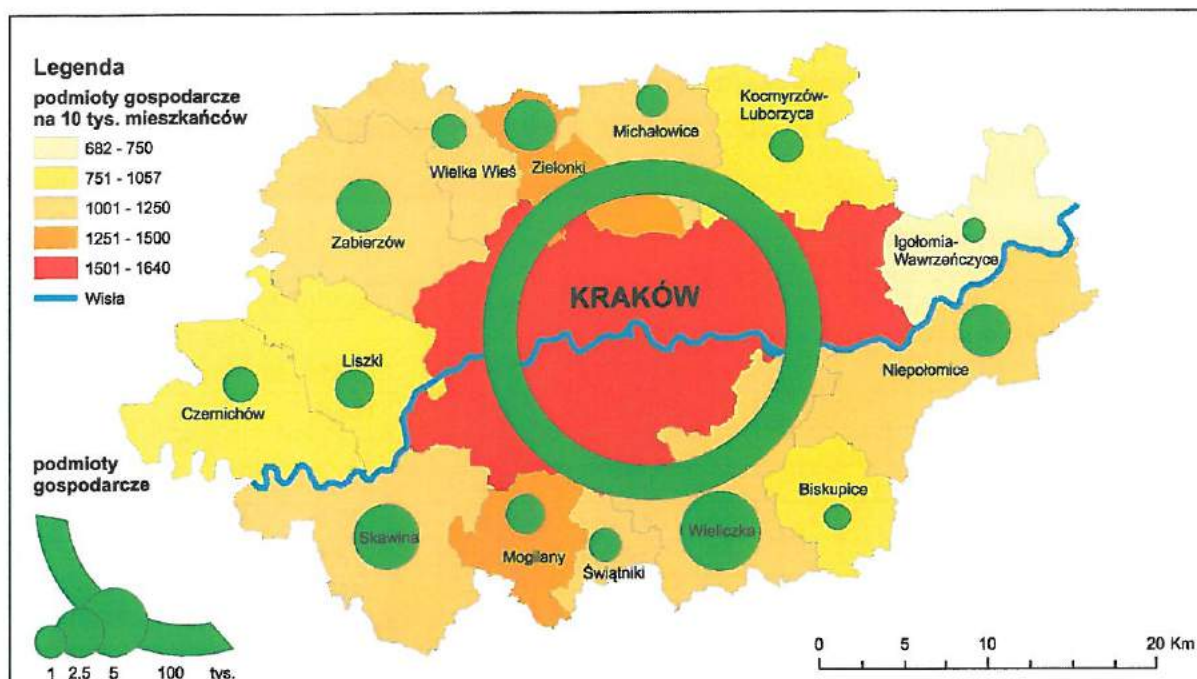 Legenda
podmioty gospodarcze
na 10 tys. mieszkańców
682 - 750
751 - 1057
1001 - 1250
1251 - 1500
1501 - 1640
Wisła
Kocmyrzów-
Luborzyca
Michałowice
Zielonki
Wielka Wieś
Zabierzów
Igołomia-
Wawrzeńczyce
KRAKÓW
Niepołomice
Liszki
Czernichów
Biskupice
Skawina
Mogilany
Świątniki
Wieliczka
podmioty
gospodarcze
1 2,5 5 100 tys.
0 5 10 20 Km